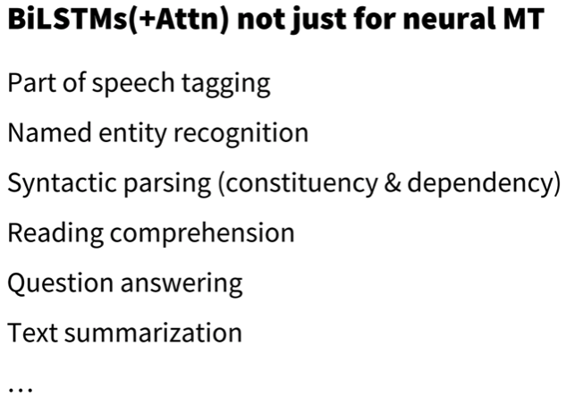 BiLSTMs(+Attn) not just for neural MT
Part of speech tagging
Named entity recognition
Syntactic parsing (constituency & dependency)
Reading comprehension
Question answering
Text summarization
…